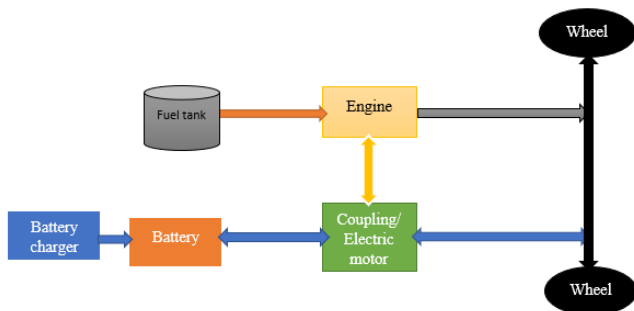 Wheel
Engine
Fuel tank
Coupling/
Electric
motor
Battery
charger
Battery
Wheel